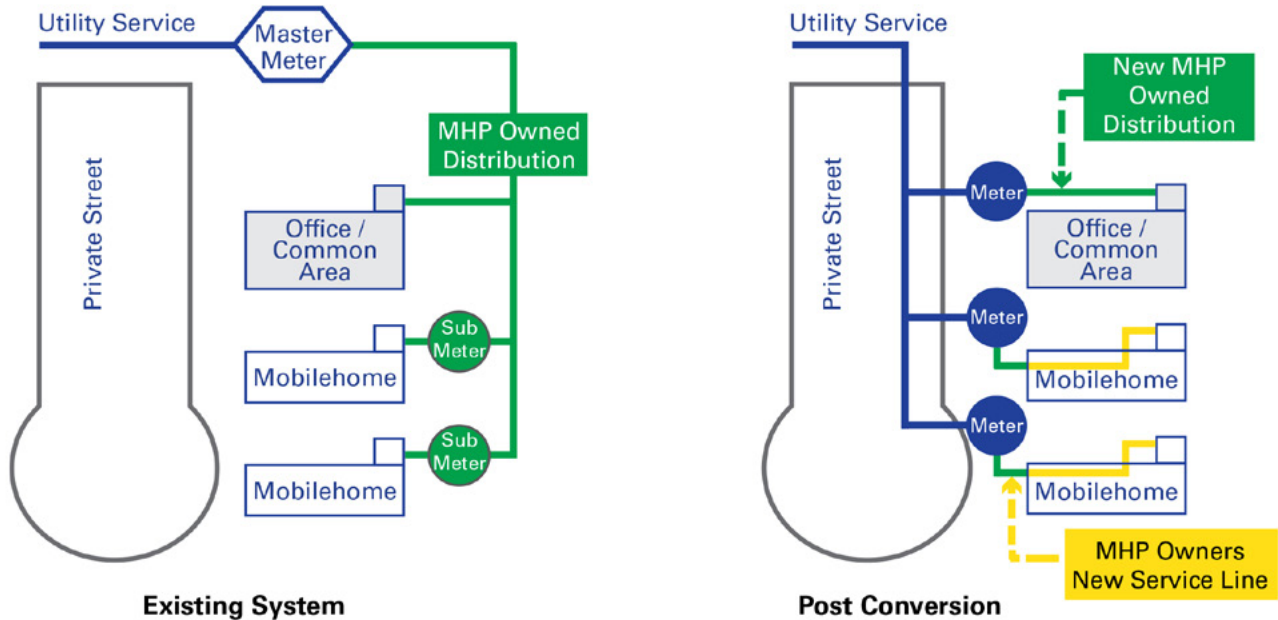 Utility Service
Master
Meter
MHP Owned
Distribution
Private Street
Office /
Common
Area
Sub
Meter
Mobilehome
Sub
Meter
Mobilehome
Existing System
Utility Service
New MHP
Owned
Distribution
Private Street
Meter
Office /
Common
Area
Meter
Mobilehome
Meter
Mobilehome
MHP Owners
New Service Line
Post Conversion